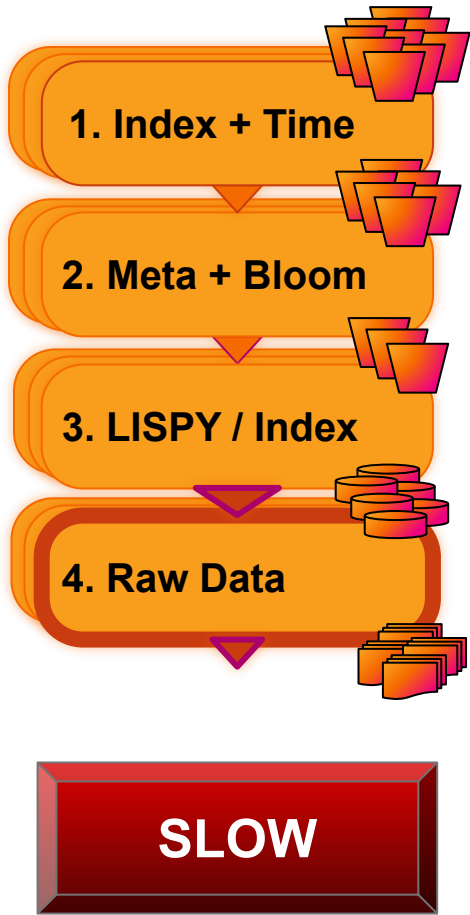 1. Index + Time
2. Meta + Bloom
3. LISPY / Index
4. Raw Data
SLOW